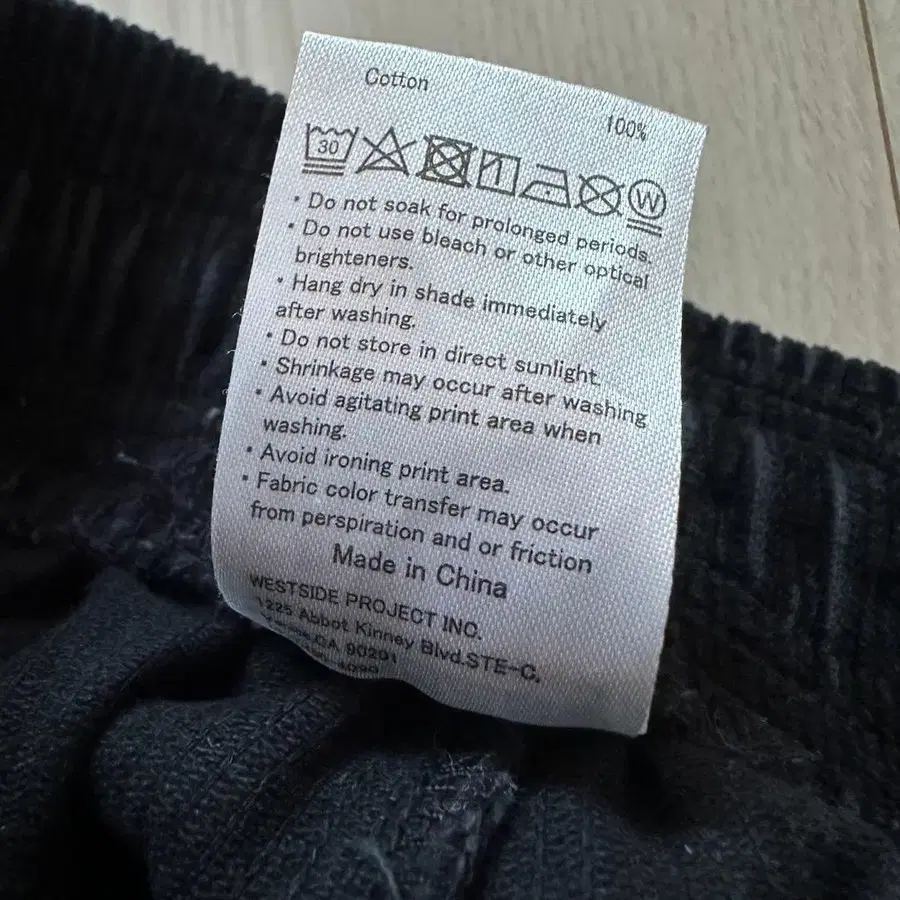 Cotton
100%
30
W
• Do not soak for prolonged periods.
• Do not use bleach or other optical
brighteners.
• Hang dry in shade immediately
after washing.
• Do not store in direct sunlight.
• Shrinkage may occur after washing
• Avoid agitating print area when
washing.
• Avoid ironing print area.
• Fabric color transfer may occur
from perspiration and or friction
Made in China
WESTSIDE PROJECT INC.
1225 Abbot Kinney Blvd.STE-C.
CA 90291